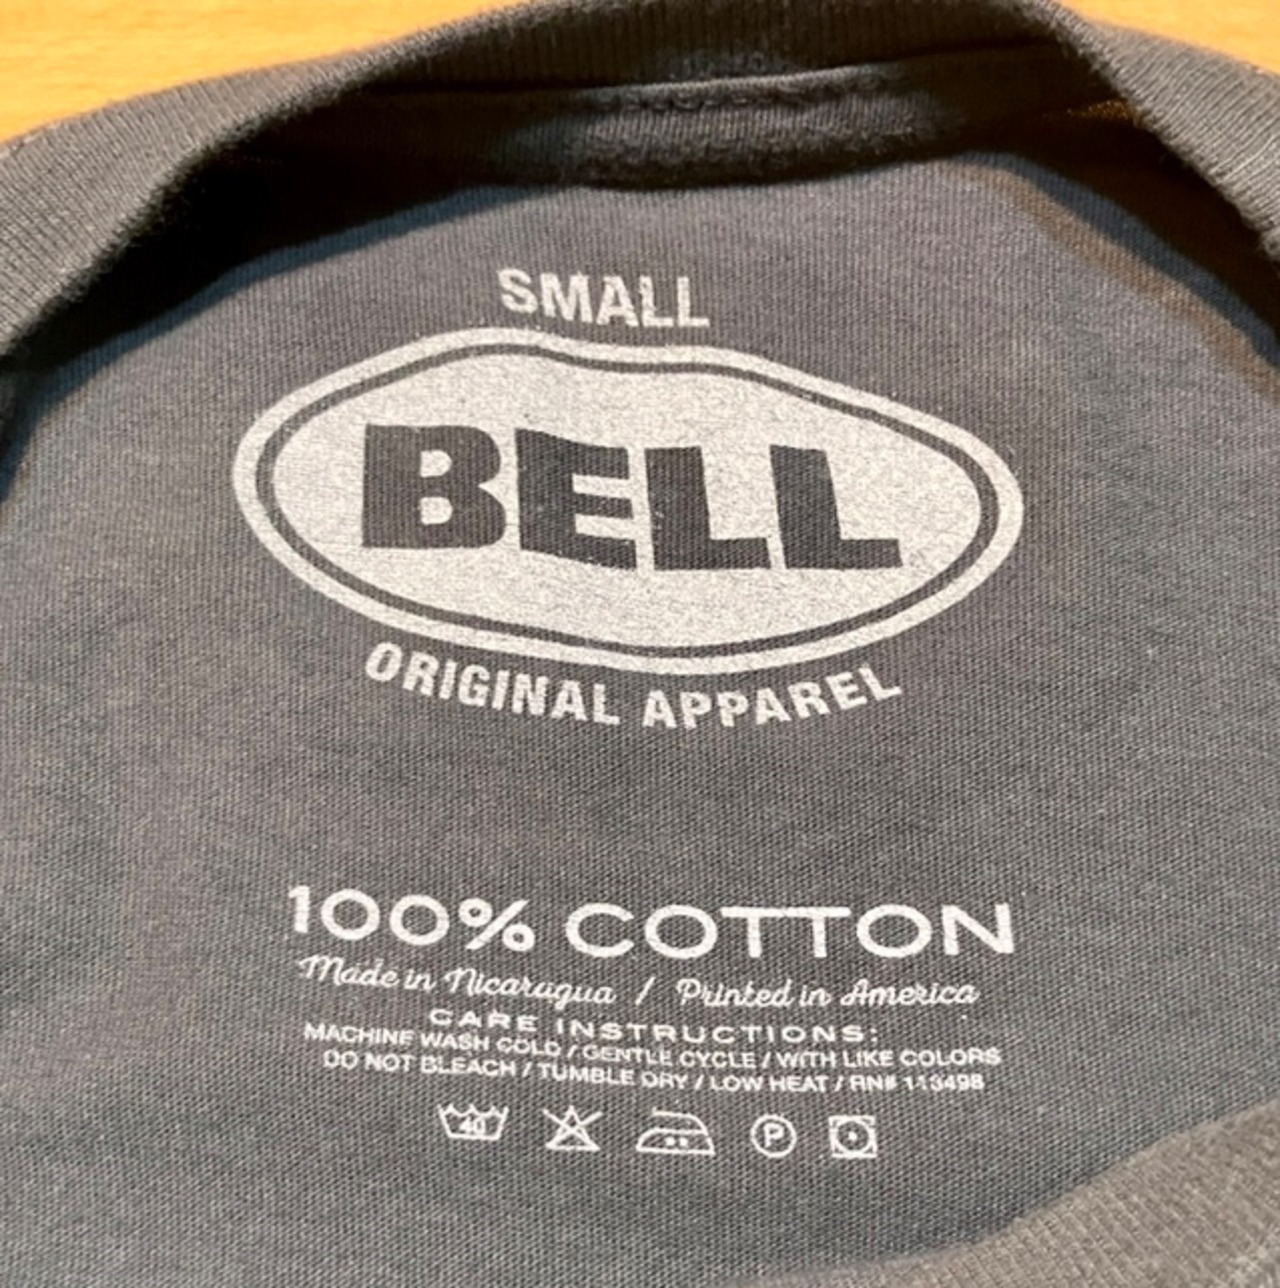 SMALL
BELL
ORIGINAL APPAREL
100% COTTON
Made in Nicaragua / Printed in America
CARE INSTRUCTIONS:
MACHINE WASH COLD / GENTLE CYCLE / WITH LIKE COLORS
DO NOT BLEACH / TUMBLE DRY / LOW HEAT / RN# 113498
40 P